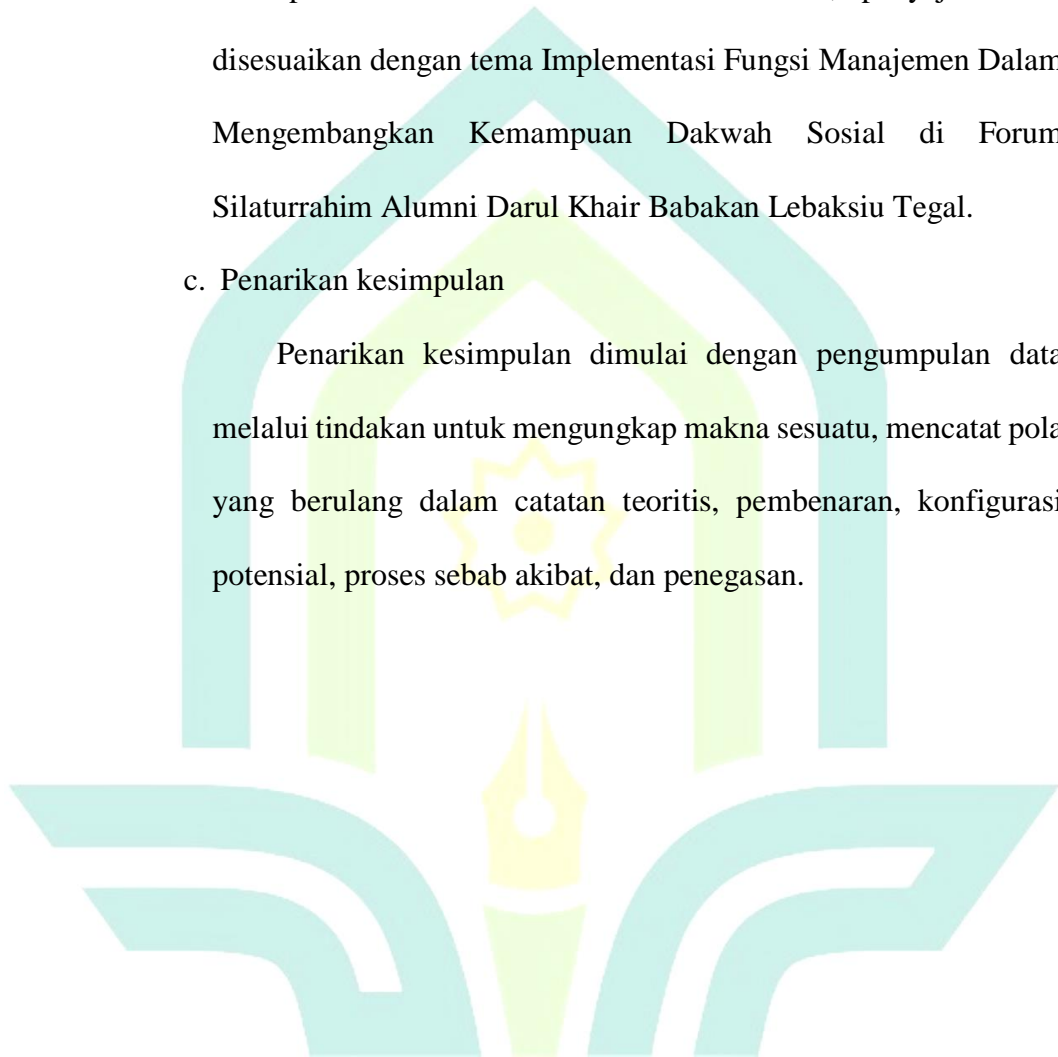 disesuaikan dengan tema Implementasi Fungsi Manajemen Dalam
Mengembangkan Kemampuan Dakwah Sosial di Forum
Silaturrahim Alumni Darul Khair Babakan Lebaksiu Tegal.
c. Penarikan kesimpulan
Penarikan kesimpulan dimulai dengan pengumpulan data
melalui tindakan untuk mengungkap makna sesuatu, mencatat pola
yang berulang dalam catatan teoritis, pembenaran, konfigurasi
potensial, proses sebab akibat, dan penegasan.